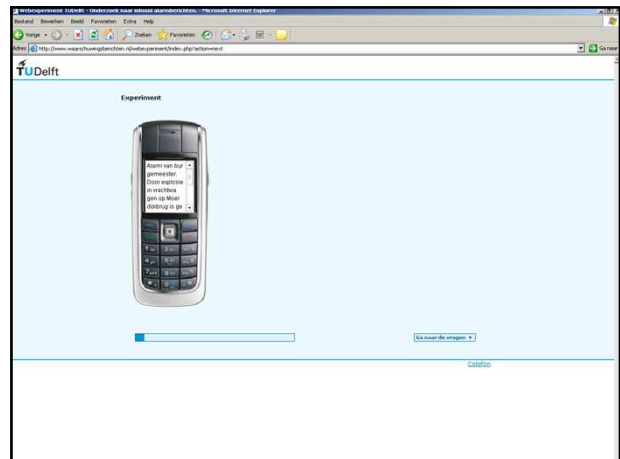 Webexperiment TUDelft - Onderzoek naar inhoud alarmberichten. - Microsoft Internet Explorer
Bestand Bewerken Beeld Favorieten Extra Help
Vorige Zoeken Favorieten
Adres http://www.waarschuwingsberichten.nl/webexperiment/index.php?action=next Ga naar
TUDelft
Experiment
Alarm van bur
gemeester.
Door explosie
in vrachtwa
gen op Moer
dijkbrug is ge
Ga naar de vragen
Colofon